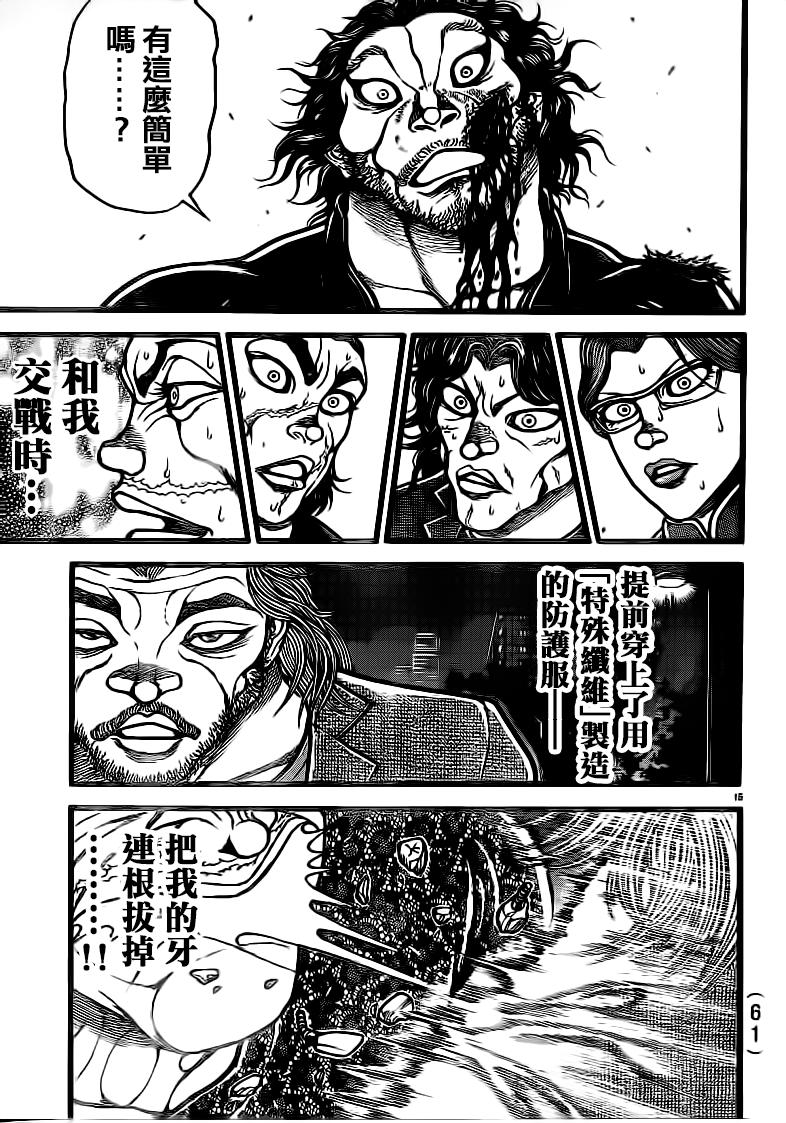 有這麼簡單
嗎……？
和我
交戰時…
提前穿上了用
「特殊纖維」製造
的防護服——
15
把我的牙
連根拔掉
……!!
(61)